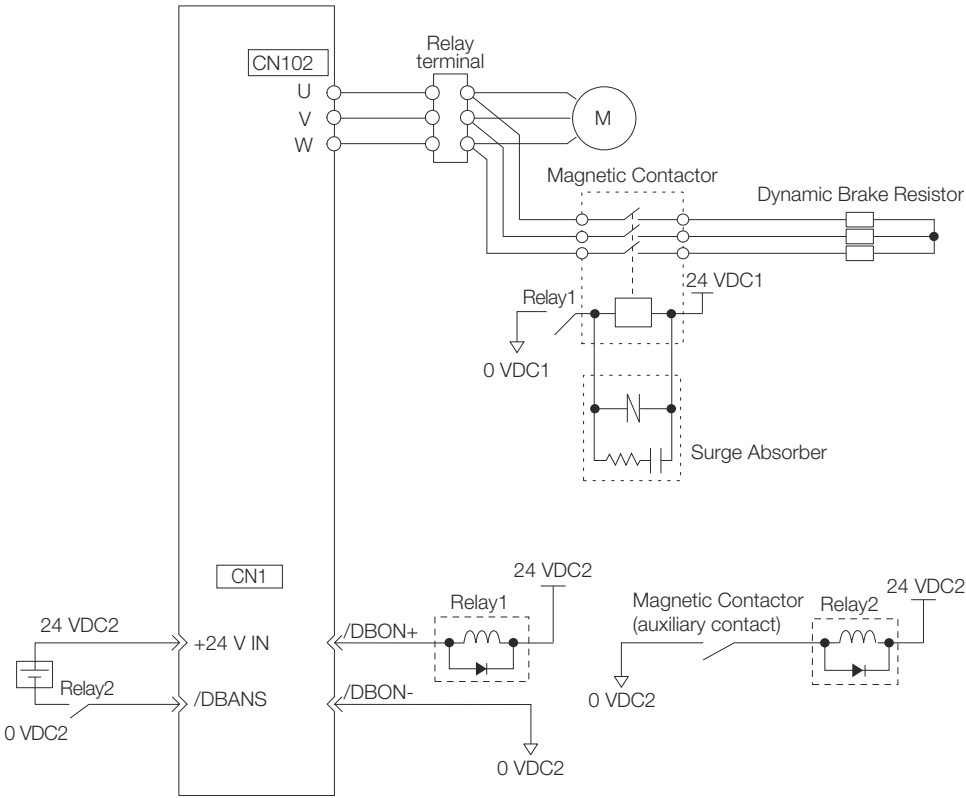 Relay
terminal
CN102
U
V
W
M
Magnetic Contactor
Dynamic Brake Resistor
24 VDC1
Relay1
0 VDC1
Surge Absorber
CN1
24 VDC2
+24 V IN
Relay2
/DBANS
0 VDC2
/DBON+
Relay1
24 VDC2
/DBON-
0 VDC2
Magnetic Contactor
(auxiliary contact)
Relay2
24 VDC2
0 VDC2